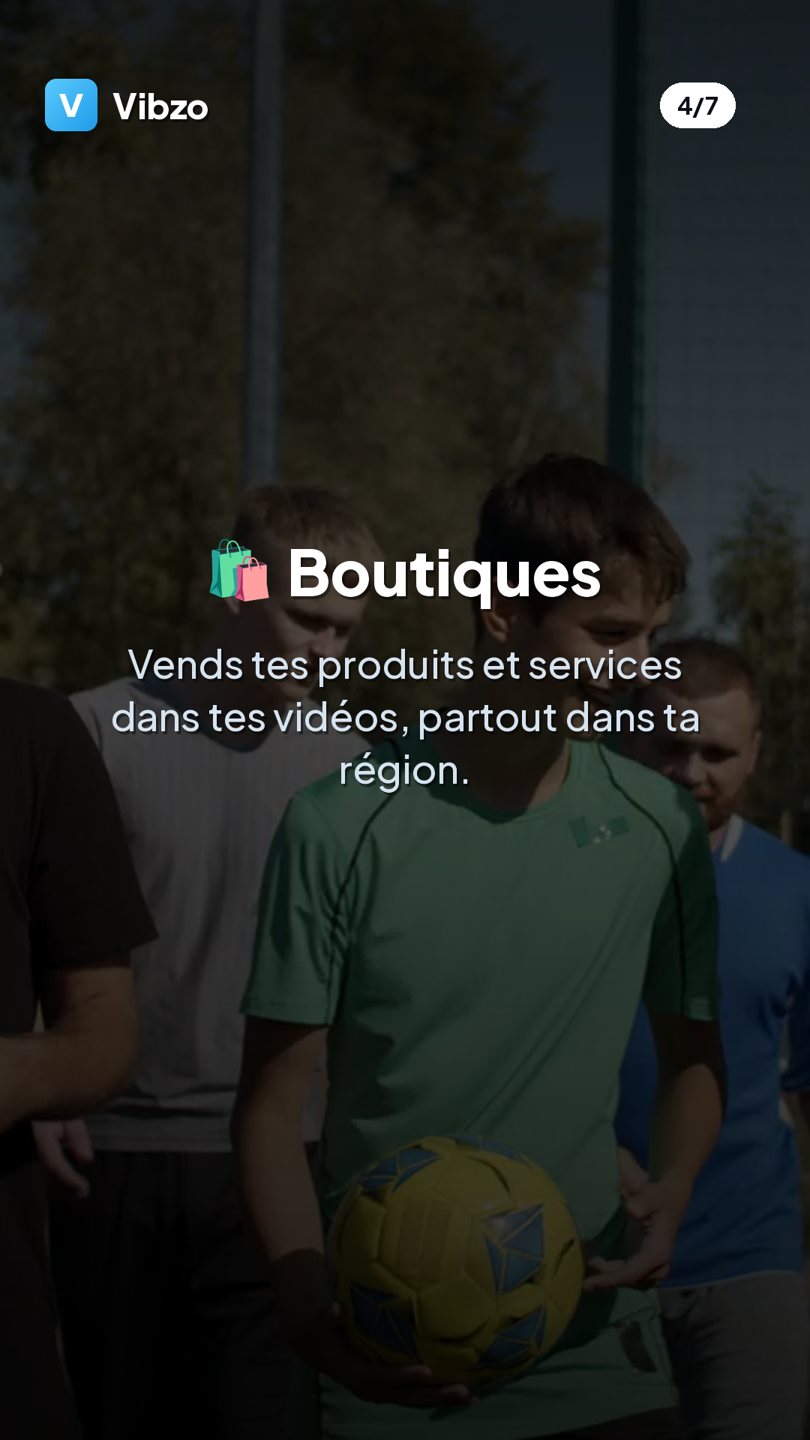 V Vibzo
4/7
🛍️ Boutiques
Vends tes produits et services
dans tes vidéos, partout dans ta
région.